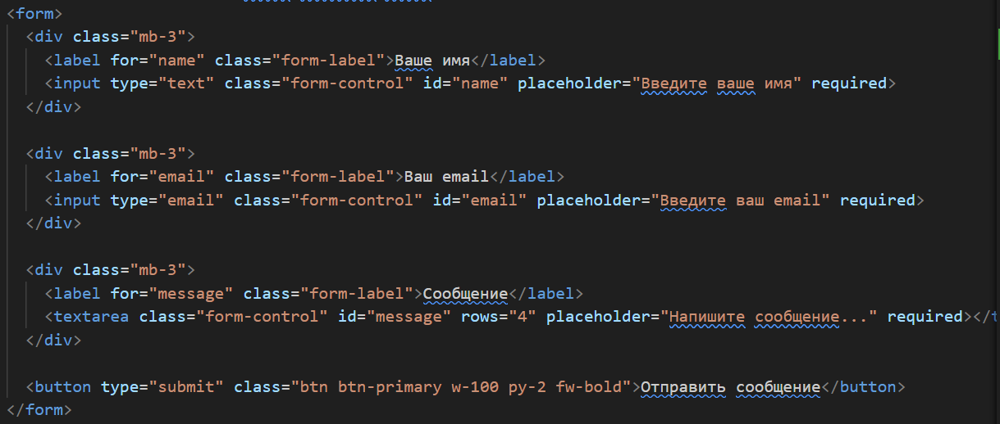 <form>
<div class="mb-3">
<label for="name" class="form-label">Ваше имя</label>
<input type="text" class="form-control" id="name" placeholder="Введите ваше имя" required>
</div>
<div class="mb-3">
<label for="email" class="form-label">Ваш email</label>
<input type="email" class="form-control" id="email" placeholder="Введите ваш email" required>
</div>
<div class="mb-3">
<label for="message" class="form-label">Сообщение</label>
<textarea class="form-control" id="message" rows="4" placeholder="Напишите сообщение..." required></t
</div>
<button type="submit" class="btn btn-primary w-100 py-2 fw-bold">Отправить сообщение</button>
</form>